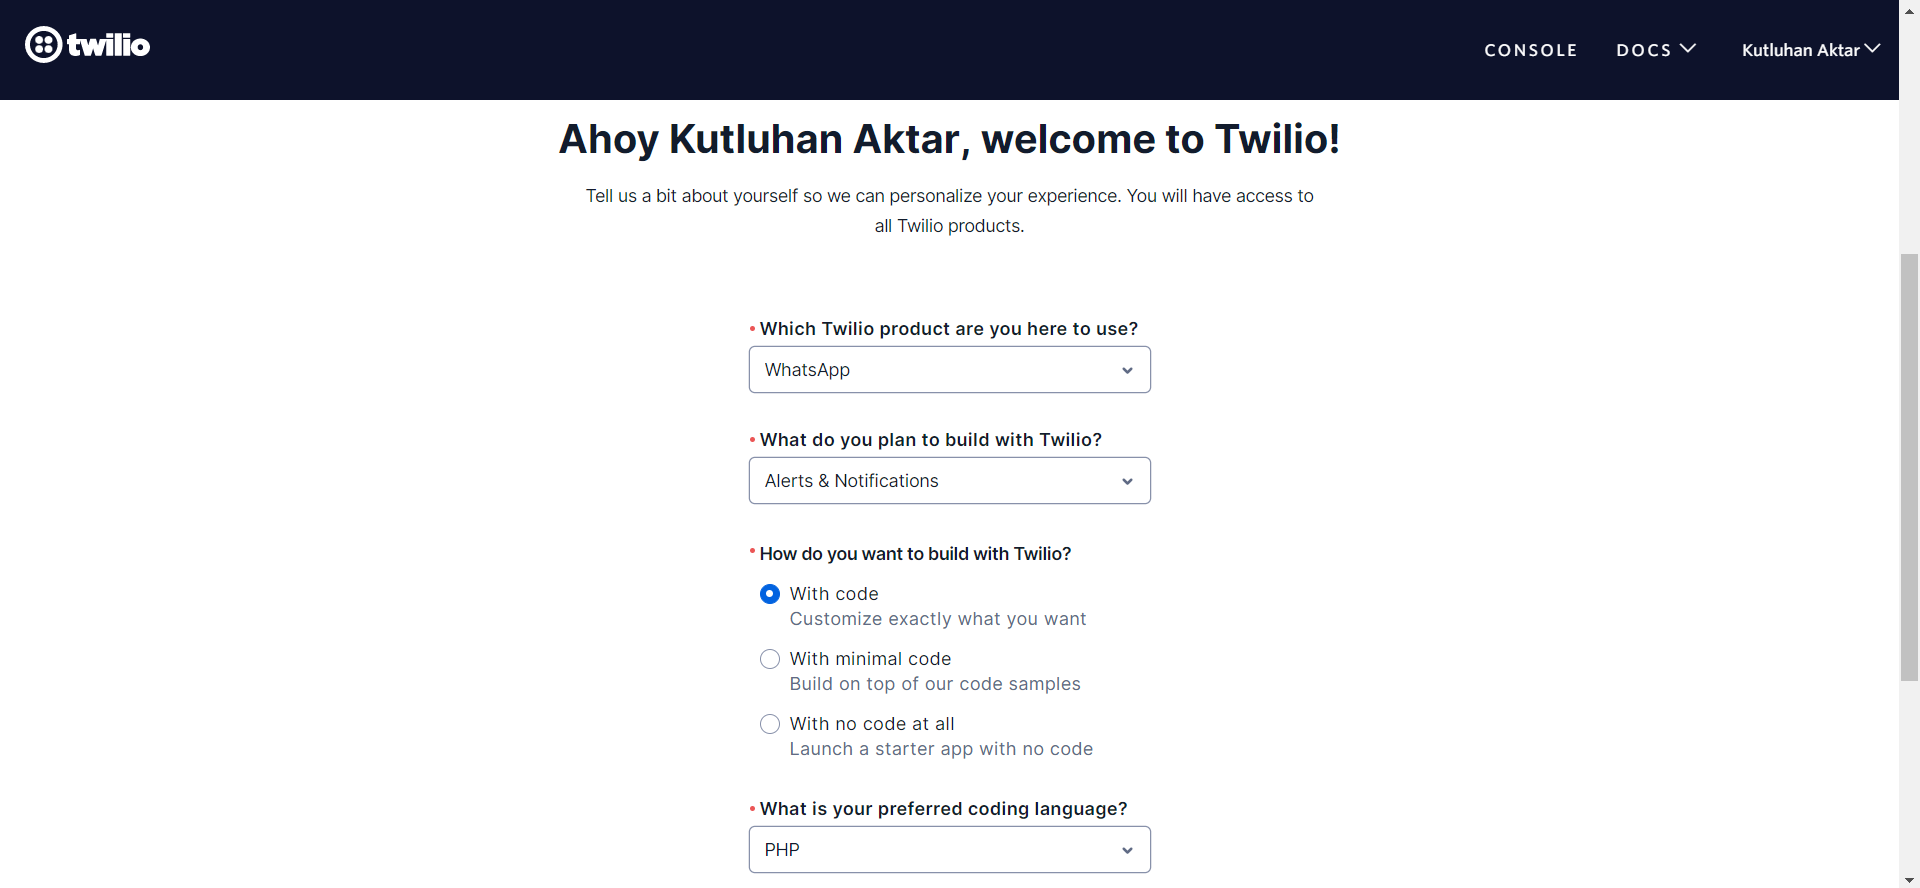 twilio
CONSOLE
DOCS
Kutluhan Aktar
Ahoy Kutluhan Aktar, welcome to Twilio!
Tell us a bit about yourself so we can personalize your experience. You will have access to
all Twilio products.
Which Twilio product are you here to use?
WhatsApp
What do you plan to build with Twilio?
Alerts & Notifications
How do you want to build with Twilio?
With code
Customize exactly what you want
With minimal code
Build on top of our code samples
With no code at all
Launch a starter app with no code
What is your preferred coding language?
PHP